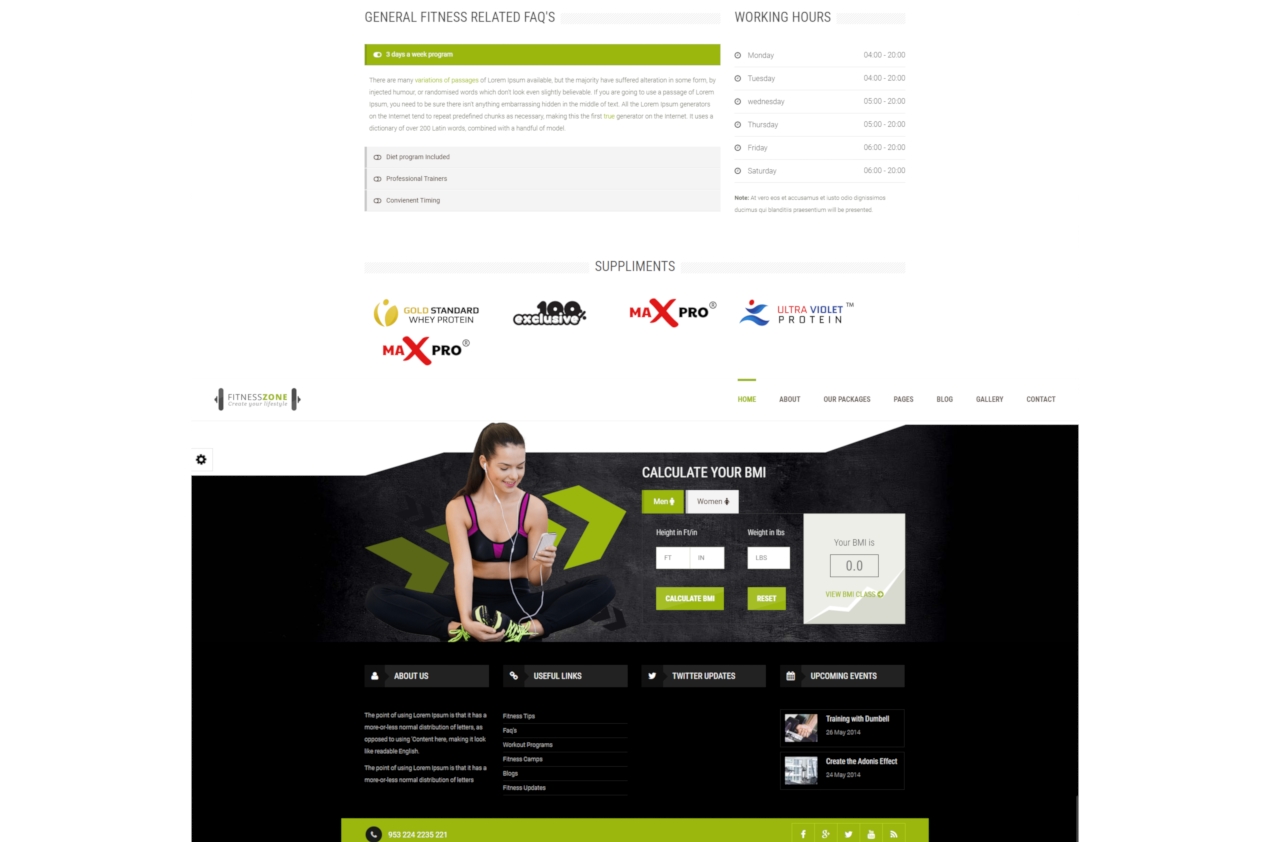 GENERAL FITNESS RELATED FAQ'S
3 days a week program
There are many variations of passages of Lorem Ipsum available, but the majority have suffered alteration in some form, by
injected humour, or randomised words which don't look even slightly believable. If you are going to use a passage of Lorem
Ipsum, you need to be sure there isn't anything embarrassing hidden in the middle of text. All the Lorem Ipsum generators
on the Internet tend to repeat predefined chunks as necessary, making this the first true generator on the Internet. It uses a
dictionary of over 200 Latin words, combined with a handful of model.
Diet program Included
Professional Trainers
Convienent Timing
WORKING HOURS
Monday 04:00 - 20:00
Tuesday 04:00 - 20:00
wednesday 05:00 - 20:00
Thursday 05:00 - 20:00
Friday 06:00 - 20:00
Saturday 06:00 - 20:00
Note: At vero eos et accusamus et iusto odio dignissimos
ducimus qui blanditiis praesentium will be presented.
SUPPLIMENTS
GOLD STANDARD
WHEY PROTEIN
100%
exclusive
MAXPRO®
ULTRA VIOLET ™
PROTEIN
MAXPRO®
FITNESSZONE
Create your lifestyle
HOME ABOUT OUR PACKAGES PAGES BLOG GALLERY CONTACT
CALCULATE YOUR BMI
Men Women
Height in Ft/in Weight in lbs
FT IN LBS
CALCULATE BMI RESET
Your BMI is
0.0
VIEW BMI CLASS
ABOUT US
The point of using Lorem Ipsum is that it has a
more-or-less normal distribution of letters, as
opposed to using 'Content here, making it look
like readable English.
The point of using Lorem Ipsum is that it has a
more-or-less normal distribution of letters
USEFUL LINKS
Fitness Tips
Faq's
Workout Programs
Fitness Camps
Blogs
Fitness Updates
TWITTER UPDATES
UPCOMING EVENTS
Training with Dumbell
26 May 2014
Create the Adonis Effect
24 May 2014
953 224 2235 221